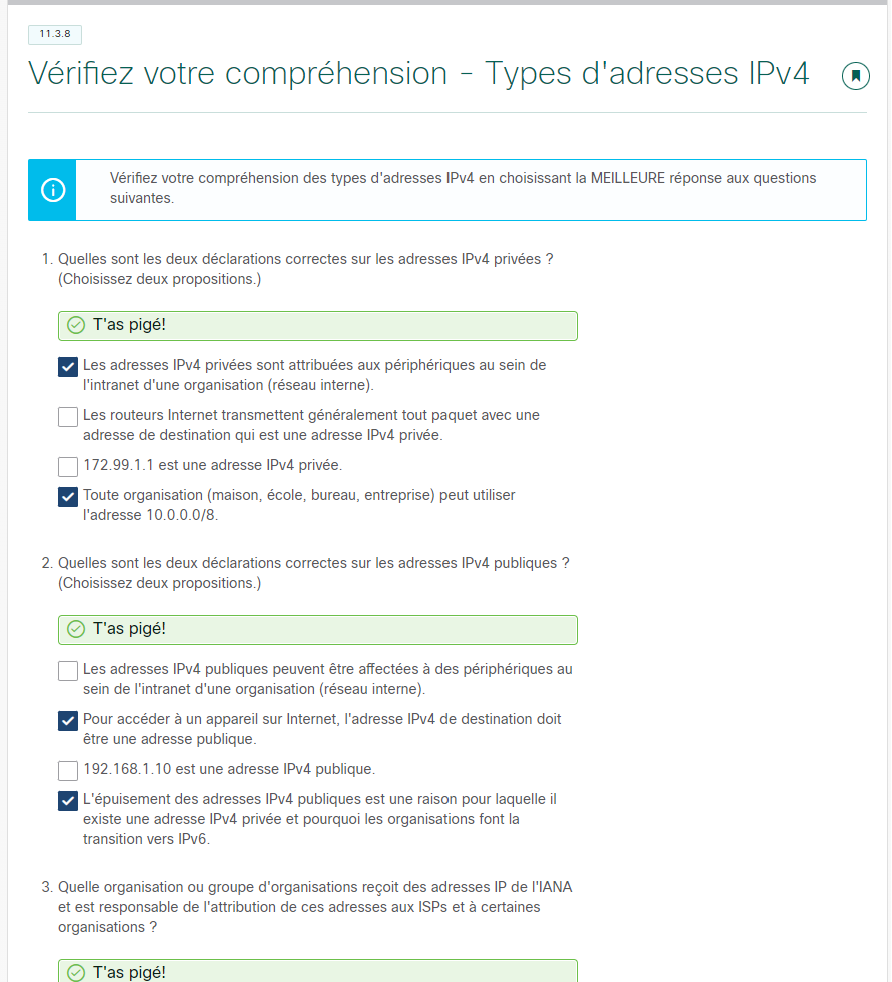 11.3.8
Vérifiez votre compréhension - Types d'adresses IPv4
Vérifiez votre compréhension des types d'adresses IPv4 en choisissant la MEILLEURE réponse aux questions
suivantes.
1. Quelles sont les deux déclarations correctes sur les adresses IPv4 privées ?
(Choisissez deux propositions.)
T'as pigé!
Les adresses IPv4 privées sont attribuées aux périphériques au sein de
l'intranet d'une organisation (réseau interne).
Les routeurs Internet transmettent généralement tout paquet avec une
adresse de destination qui est une adresse IPv4 privée.
172.99.1.1 est une adresse IPv4 privée.
Toute organisation (maison, école, bureau, entreprise) peut utiliser
l'adresse 10.0.0.0/8.
2. Quelles sont les deux déclarations correctes sur les adresses IPv4 publiques ?
(Choisissez deux propositions.)
T'as pigé!
Les adresses IPv4 publiques peuvent être affectées à des périphériques au
sein de l'intranet d'une organisation (réseau interne).
Pour accéder à un appareil sur Internet, l'adresse IPv4 de destination doit
être une adresse publique.
192.168.1.10 est une adresse IPv4 publique.
L'épuisement des adresses IPv4 publiques est une raison pour laquelle il
existe une adresse IPv4 privée et pourquoi les organisations font la
transition vers IPv6.
3. Quelle organisation ou groupe d'organisations reçoit des adresses IP de l'IANA
et est responsable de l'attribution de ces adresses aux ISPs et à certaines
organisations ?
T'as pigé!